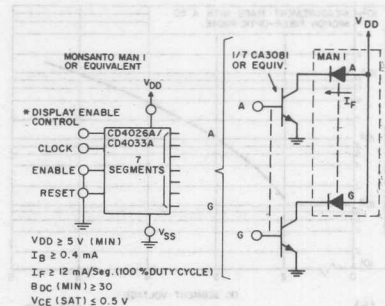 MONSANTO MAN 1
OR EQUIVALENT
VDD
* DISPLAY ENABLE
CONTROL
CLOCK
ENABLE
RESET
CD4026A/
CD4033A
7
SEGMENTS
VSS
A
G
VDD ≥ 5 V (MIN)
IB ≥ 0.4 mA
IF ≥ 12 mA/Seg. (100 % DUTY CYCLE)
BDC (MIN) ≥ 30
VCE (SAT) ≤ 0.5 V
1/7 CA3081
OR EQUIV.
VDD
MAN 1
A
A
IF
G
G